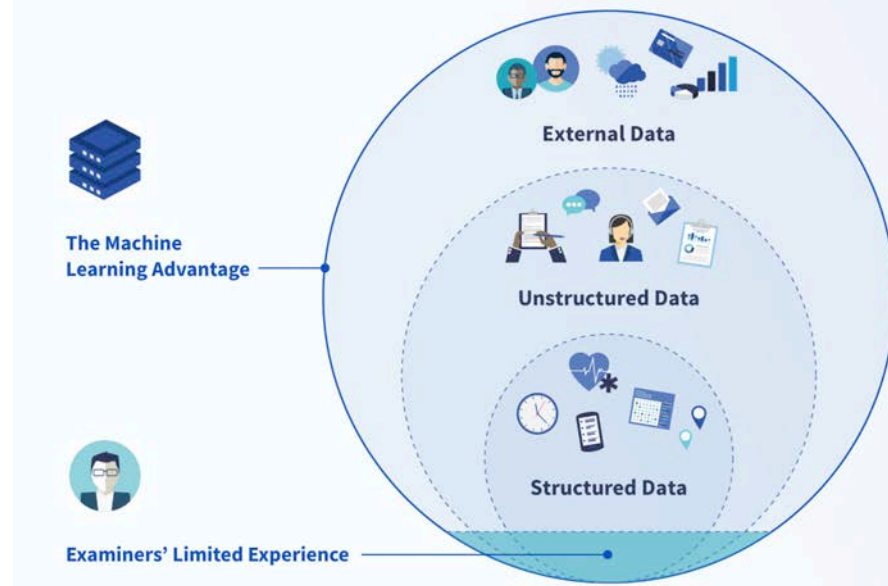 External Data
The Machine
Learning Advantage
Unstructured Data
Structured Data
Examiners' Limited Experience